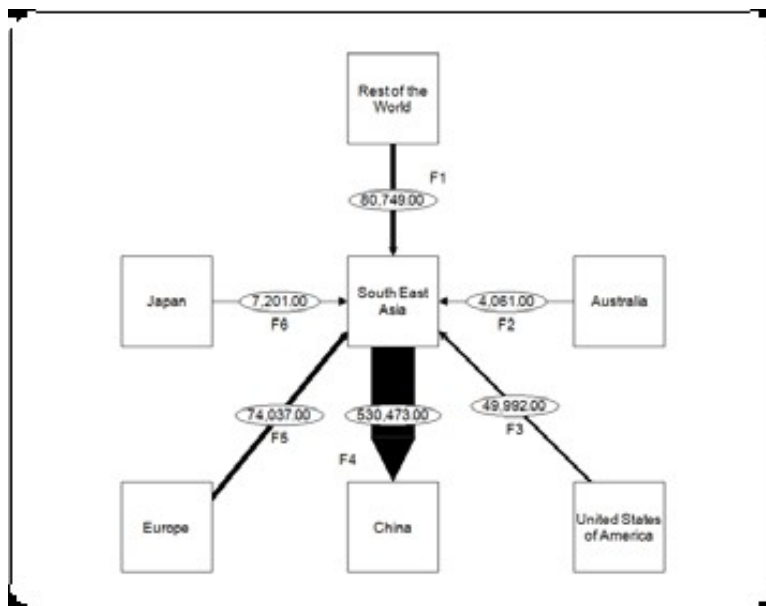 Rest of the
World
F1
80,749.00
Japan
7,201.00
F6
South East
Asia
4,061.00
F2
Australia
74,037.00
F5
530,473.00
F4
49,992.00
F3
Europe
China
United States
of America